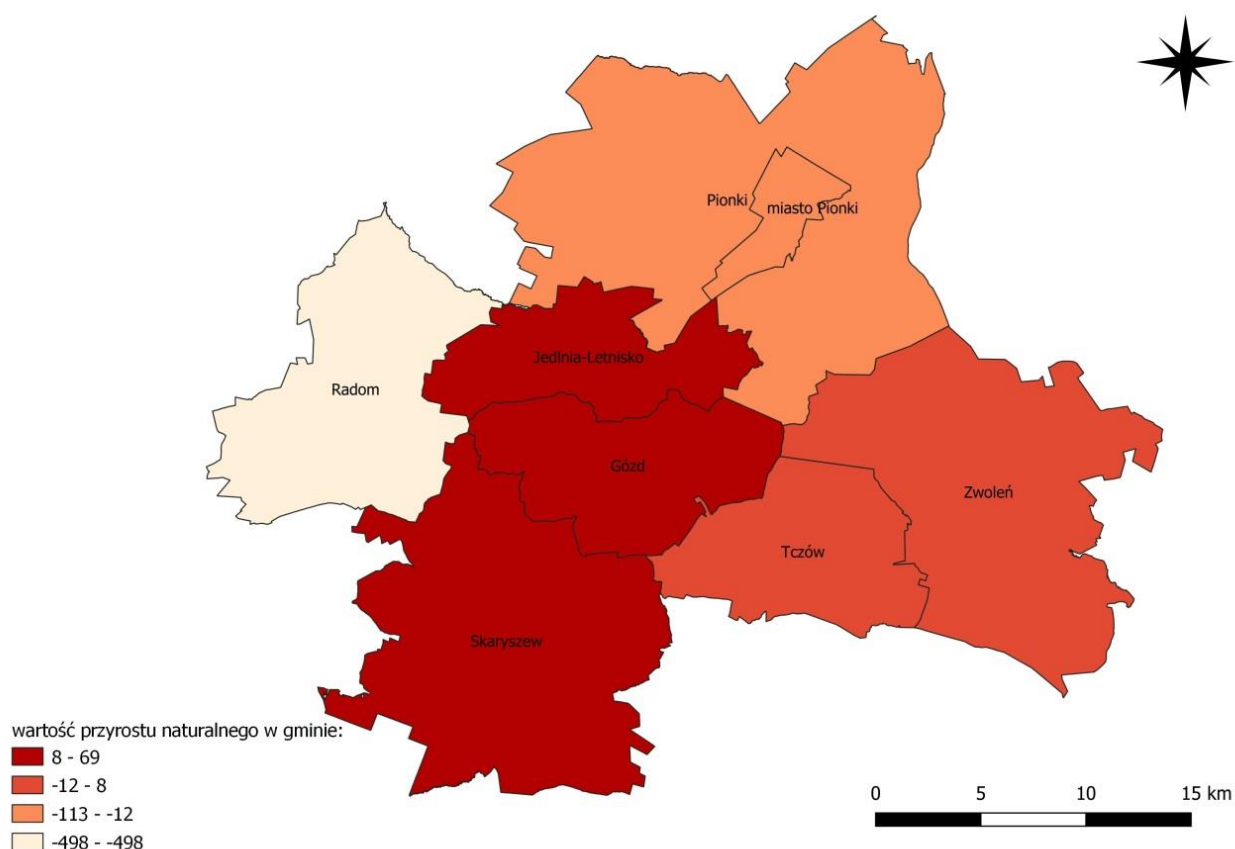 Pionki
miasto Pionki
Jedlnia-Letnisko
Radom
Gózd
Zwoleń
Tczów
Skaryszew
wartość przyrostu naturalnego w gminie:
8 - 69
-12 - 8
-113 - -12
-498 - -498
0 5 10 15 km